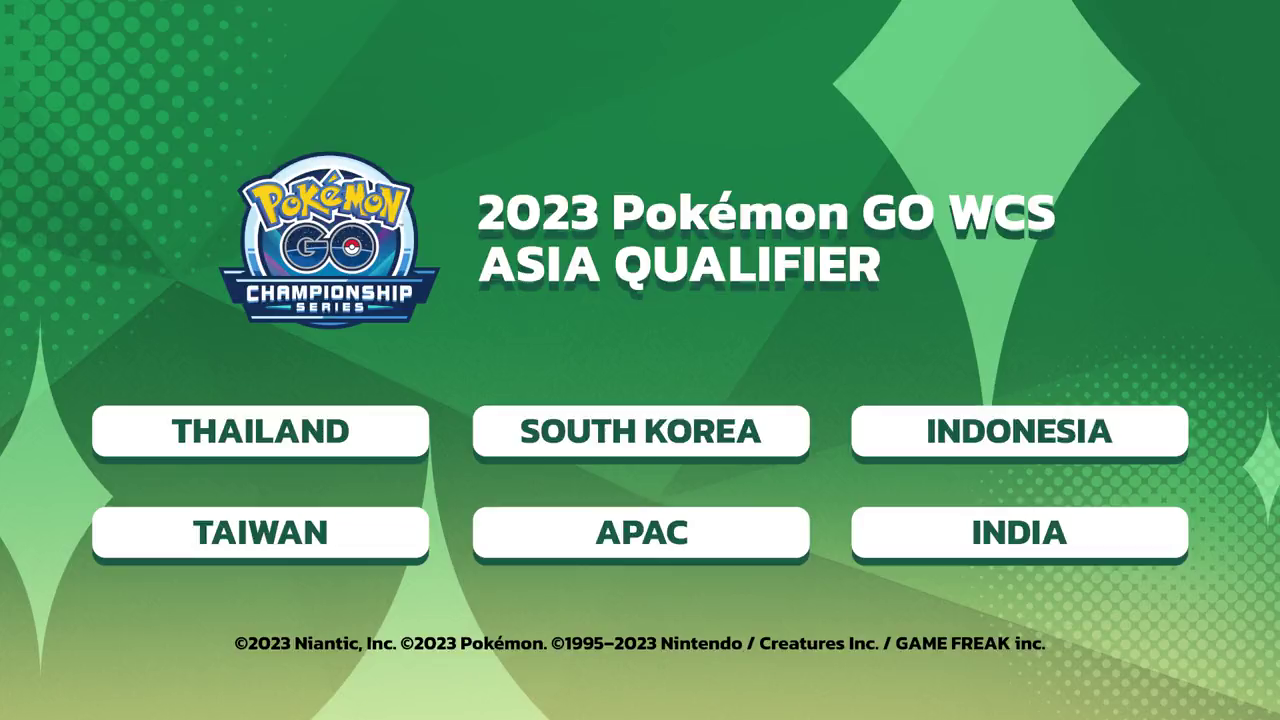 POKéMON
GO
CHAMPIONSHIP
SERIES
2023 Pokémon GO WCS
ASIA QUALIFIER
THAILAND
SOUTH KOREA
INDONESIA
TAIWAN
APAC
INDIA
©2023 Niantic, Inc. ©2023 Pokémon. ©1995–2023 Nintendo / Creatures Inc. / GAME FREAK inc.